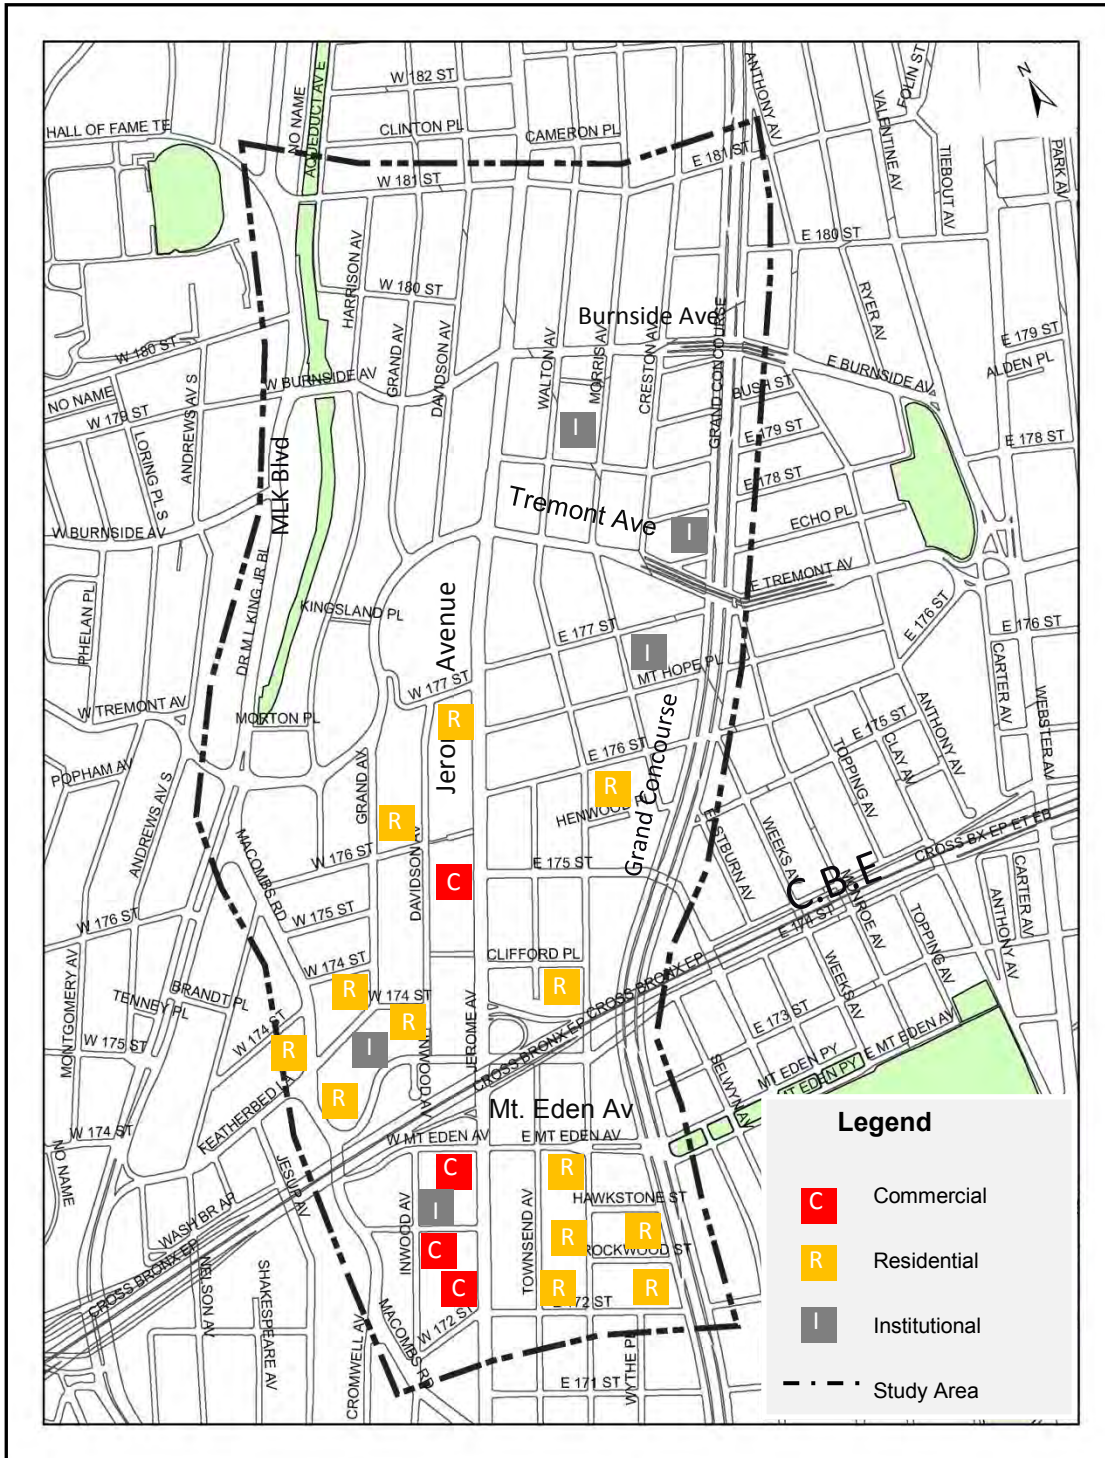 N
W 182 ST
FOLIN ST
NO NAME
AQUEDUCT AV E
ANTHONY AV
VALENTINE AV
HALL OF FAME TE
CLINTON PL
CAMERON PL
TIEBOUT AV
PARK AV
E 181 ST
W 181 ST
E 180 ST
HARRISON AV
W 180 ST
RYER AV
Burnside Ave
E 179 ST
ALDEN PL
W 180 ST
W BURNSIDE AV
GRAND AV
DAVIDSON AV
WALTON AV
MORRIS AV
CRESTON AV
GRAND CONCOURSE
E BURNSIDE AV
BUSH ST
NO NAME
W 179 ST
ANDREWS AV S
LORING PL S
I
E 179 ST
E 178 ST
E 178 ST
MLK Blvd
Tremont Ave
ECHO PL
W BURNSIDE AV
I
DR M L KING JR BL
E TREMONT AV
PHELAN PL
KINGSLAND PL
E 177 ST
E 176 ST
E 176 ST
I
MT HOPE PL
Jerome Avenue
W 177 ST
W TREMONT AV
MORTON PL
R
CARTER AV
WEBSTER AV
ANTHONY AV
E 175 ST
CLAY AV
TOPPING AV
POPHAM AV
ANDREWS AV S
E 176 ST
Grand Concourse
GRAND AV
R
HENWOOD PL
R
MACOMBS RD
EASTBURN AV
WEEKS AV
CROSS BX EP ET EB
W 176 ST
DAVIDSON AV
E 175 ST
C
C.B.E
MONROE AV
E 174 ST
TOPPING AV
CARTER AV
ANTHONY AV
W 176 ST
W 175 ST
CLIFFORD PL
W 174 ST
MONTGOMERY AV
BRANDT PL
TENNEY PL
R
W 174 ST
R
CROSS BRONX EP
WEEKS AV
E 173 ST
W 174 ST
R
W 175 ST
R
I
INWOOD AV
JEROME AV
CROSS BRONX EP
SELWYN AV
MT EDEN PY
E MT EDEN AV
MT EDEN PY
FEATHERBED LA
R
Mt. Eden Av
W 174 ST
W MT EDEN AV
E MT EDEN AV
NO NAME
JESUP AV
C
R
HAWKSTONE ST
WASH BR AP
INWOOD AV
I
TOWNSEND AV
R
R
ROCKWOOD ST
C
CROSS BRONX EP
NELSON AV
SHAKESPEARE AV
C
R
R
E 172 ST
W 172 ST
CROMWELL AV
MACOMBS RD
WYTHE PL
E 171 ST
Legend
C Commercial
R Residential
I Institutional
Study Area